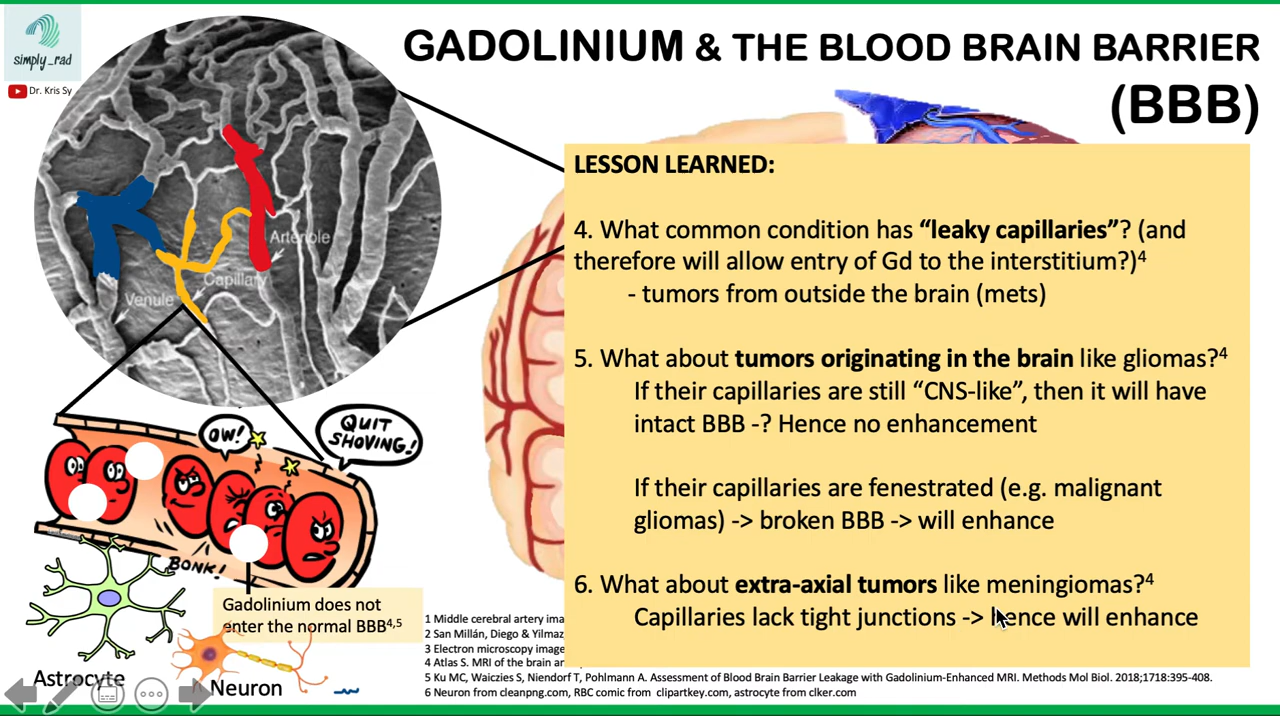 simply_rad
Dr. Kris Sy
GADOLINIUM & THE BLOOD BRAIN BARRIER
(BBB)
Arteriole
Capillary
Venule
LESSON LEARNED:
4. What common condition has “leaky capillaries”? (and
therefore will allow entry of Gd to the interstitium?)⁴
- tumors from outside the brain (mets)
5. What about tumors originating in the brain like gliomas?⁴
If their capillaries are still “CNS-like”, then it will have
intact BBB -? Hence no enhancement
If their capillaries are fenestrated (e.g. malignant
gliomas) -> broken BBB -> will enhance
6. What about extra-axial tumors like meningiomas?⁴
Capillaries lack tight junctions -> hence will enhance
OW!
QUIT
SHOVING!
BONK!
Gadolinium does not
enter the normal BBB⁴,⁵
Astrocyte
Neuron
1 Middle cerebral artery ima
2 San Millán, Diego & Yilmaz
3 Electron microscopy image
4 Atlas S. MRI of the brain an
5 Ku MC, Waiczies S, Niendorf T, Pohlmann A. Assessment of Blood Brain Barrier Leakage with Gadolinium-Enhanced MRI. Methods Mol Biol. 2018;1718:395-408.
6 Neuron from cleanpng.com, RBC comic from clipartkey.com, astrocyte from clker.com